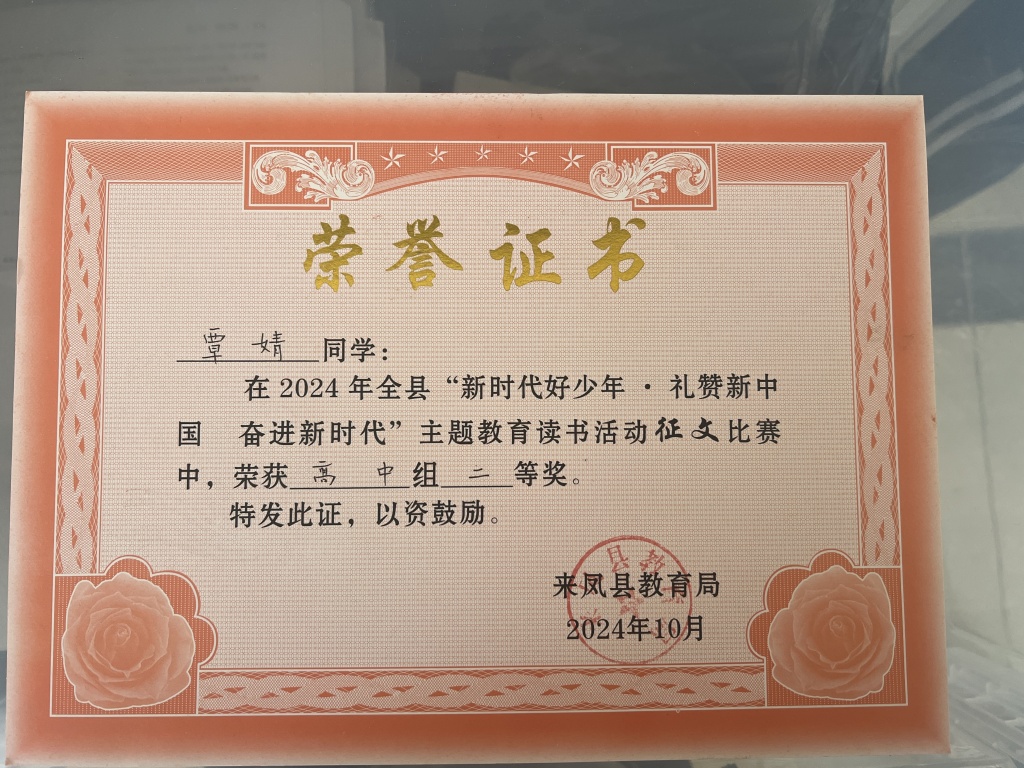 荣誉证书
覃婧同学：
在2024年全县“新时代好少年·礼赞新中
国 奋进新时代”主题教育读书活动征文比赛
中，荣获高中组二等奖。
特发此证，以资鼓励。
来凤县教育局
2024年10月